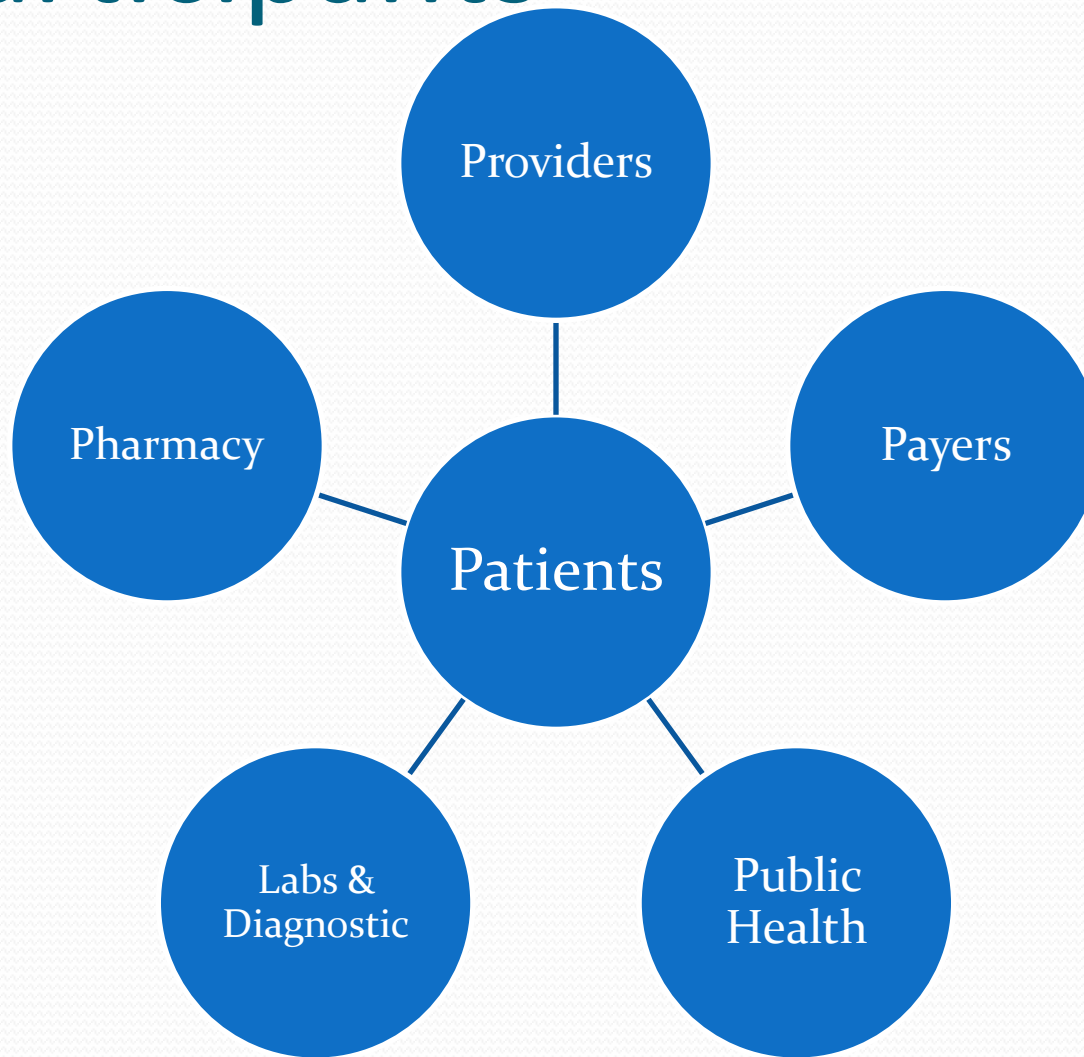 Providers
Pharmacy
Payers
Patients
Labs &
Diagnostic
Public
Health